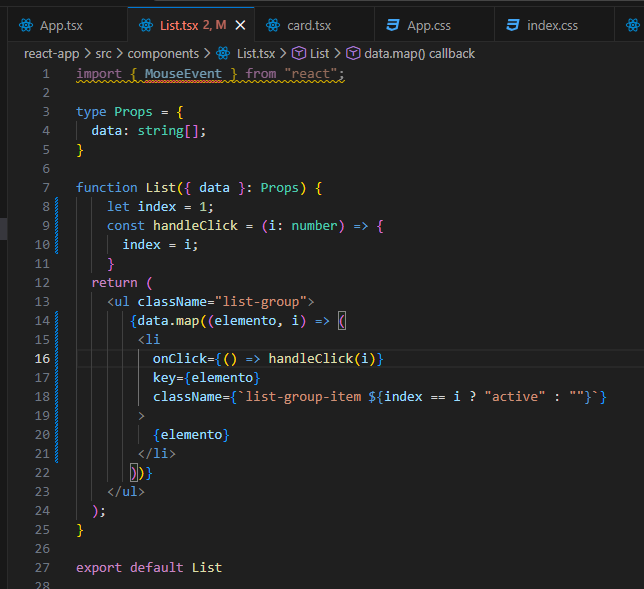 App.tsx List.tsx 2, M card.tsx App.css index.css
react-app > src > components > List.tsx > List > data.map() callback
1 import { MouseEvent } from "react";
2
3 type Props = {
4   data: string[];
5 }
6
7 function List({ data }: Props) {
8     let index = 1;
9     const handleClick = (i: number) => {
10       index = i;
11     }
12   return (
13     <ul className="list-group">
14        {data.map((elemento, i) => (
15         <li
16           onClick={() => handleClick(i)}
17           key={elemento}
18           className={`list-group-item ${index == i ? "active" : ""}`}
19         >
20           {elemento}
21         </li>
22        ))}
23     </ul>
24   );
25 }
26
27 export default List
28